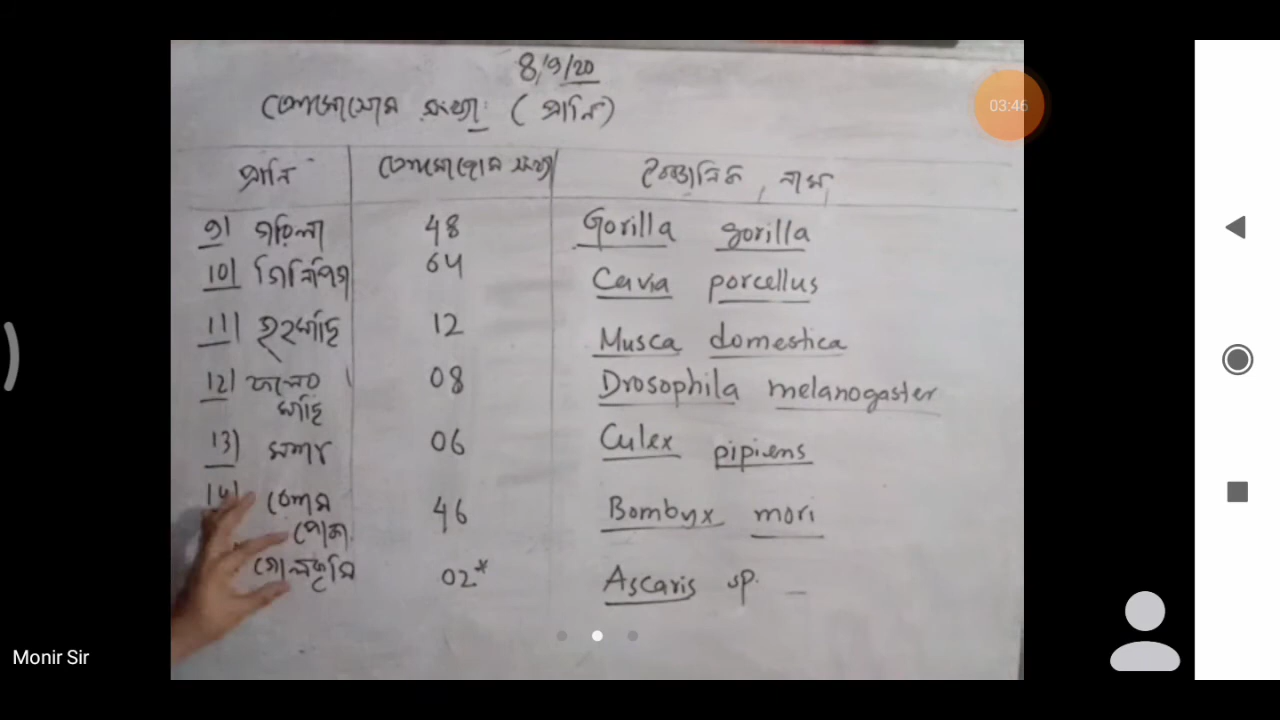 8/9/20
03:46
ক্রোমোসোম সংখ্যা (প্রানি)
প্রানি ক্রোমোজোম সংখ্যা বৈজ্ঞানিক নাম
9) গরিলা 48 Gorilla gorilla
10) গিনিপিগ 64 Cavia porcellus
11) গৃহমাছি 12 Musca domestica
12) ফলের মাছি 08 Drosophila melanogaster
13) মশা 06 Culex pipiens
14) রেশম পোকা 46 Bombyx mori
গোলকৃমি 02* Ascaris sp.
Monir Sir